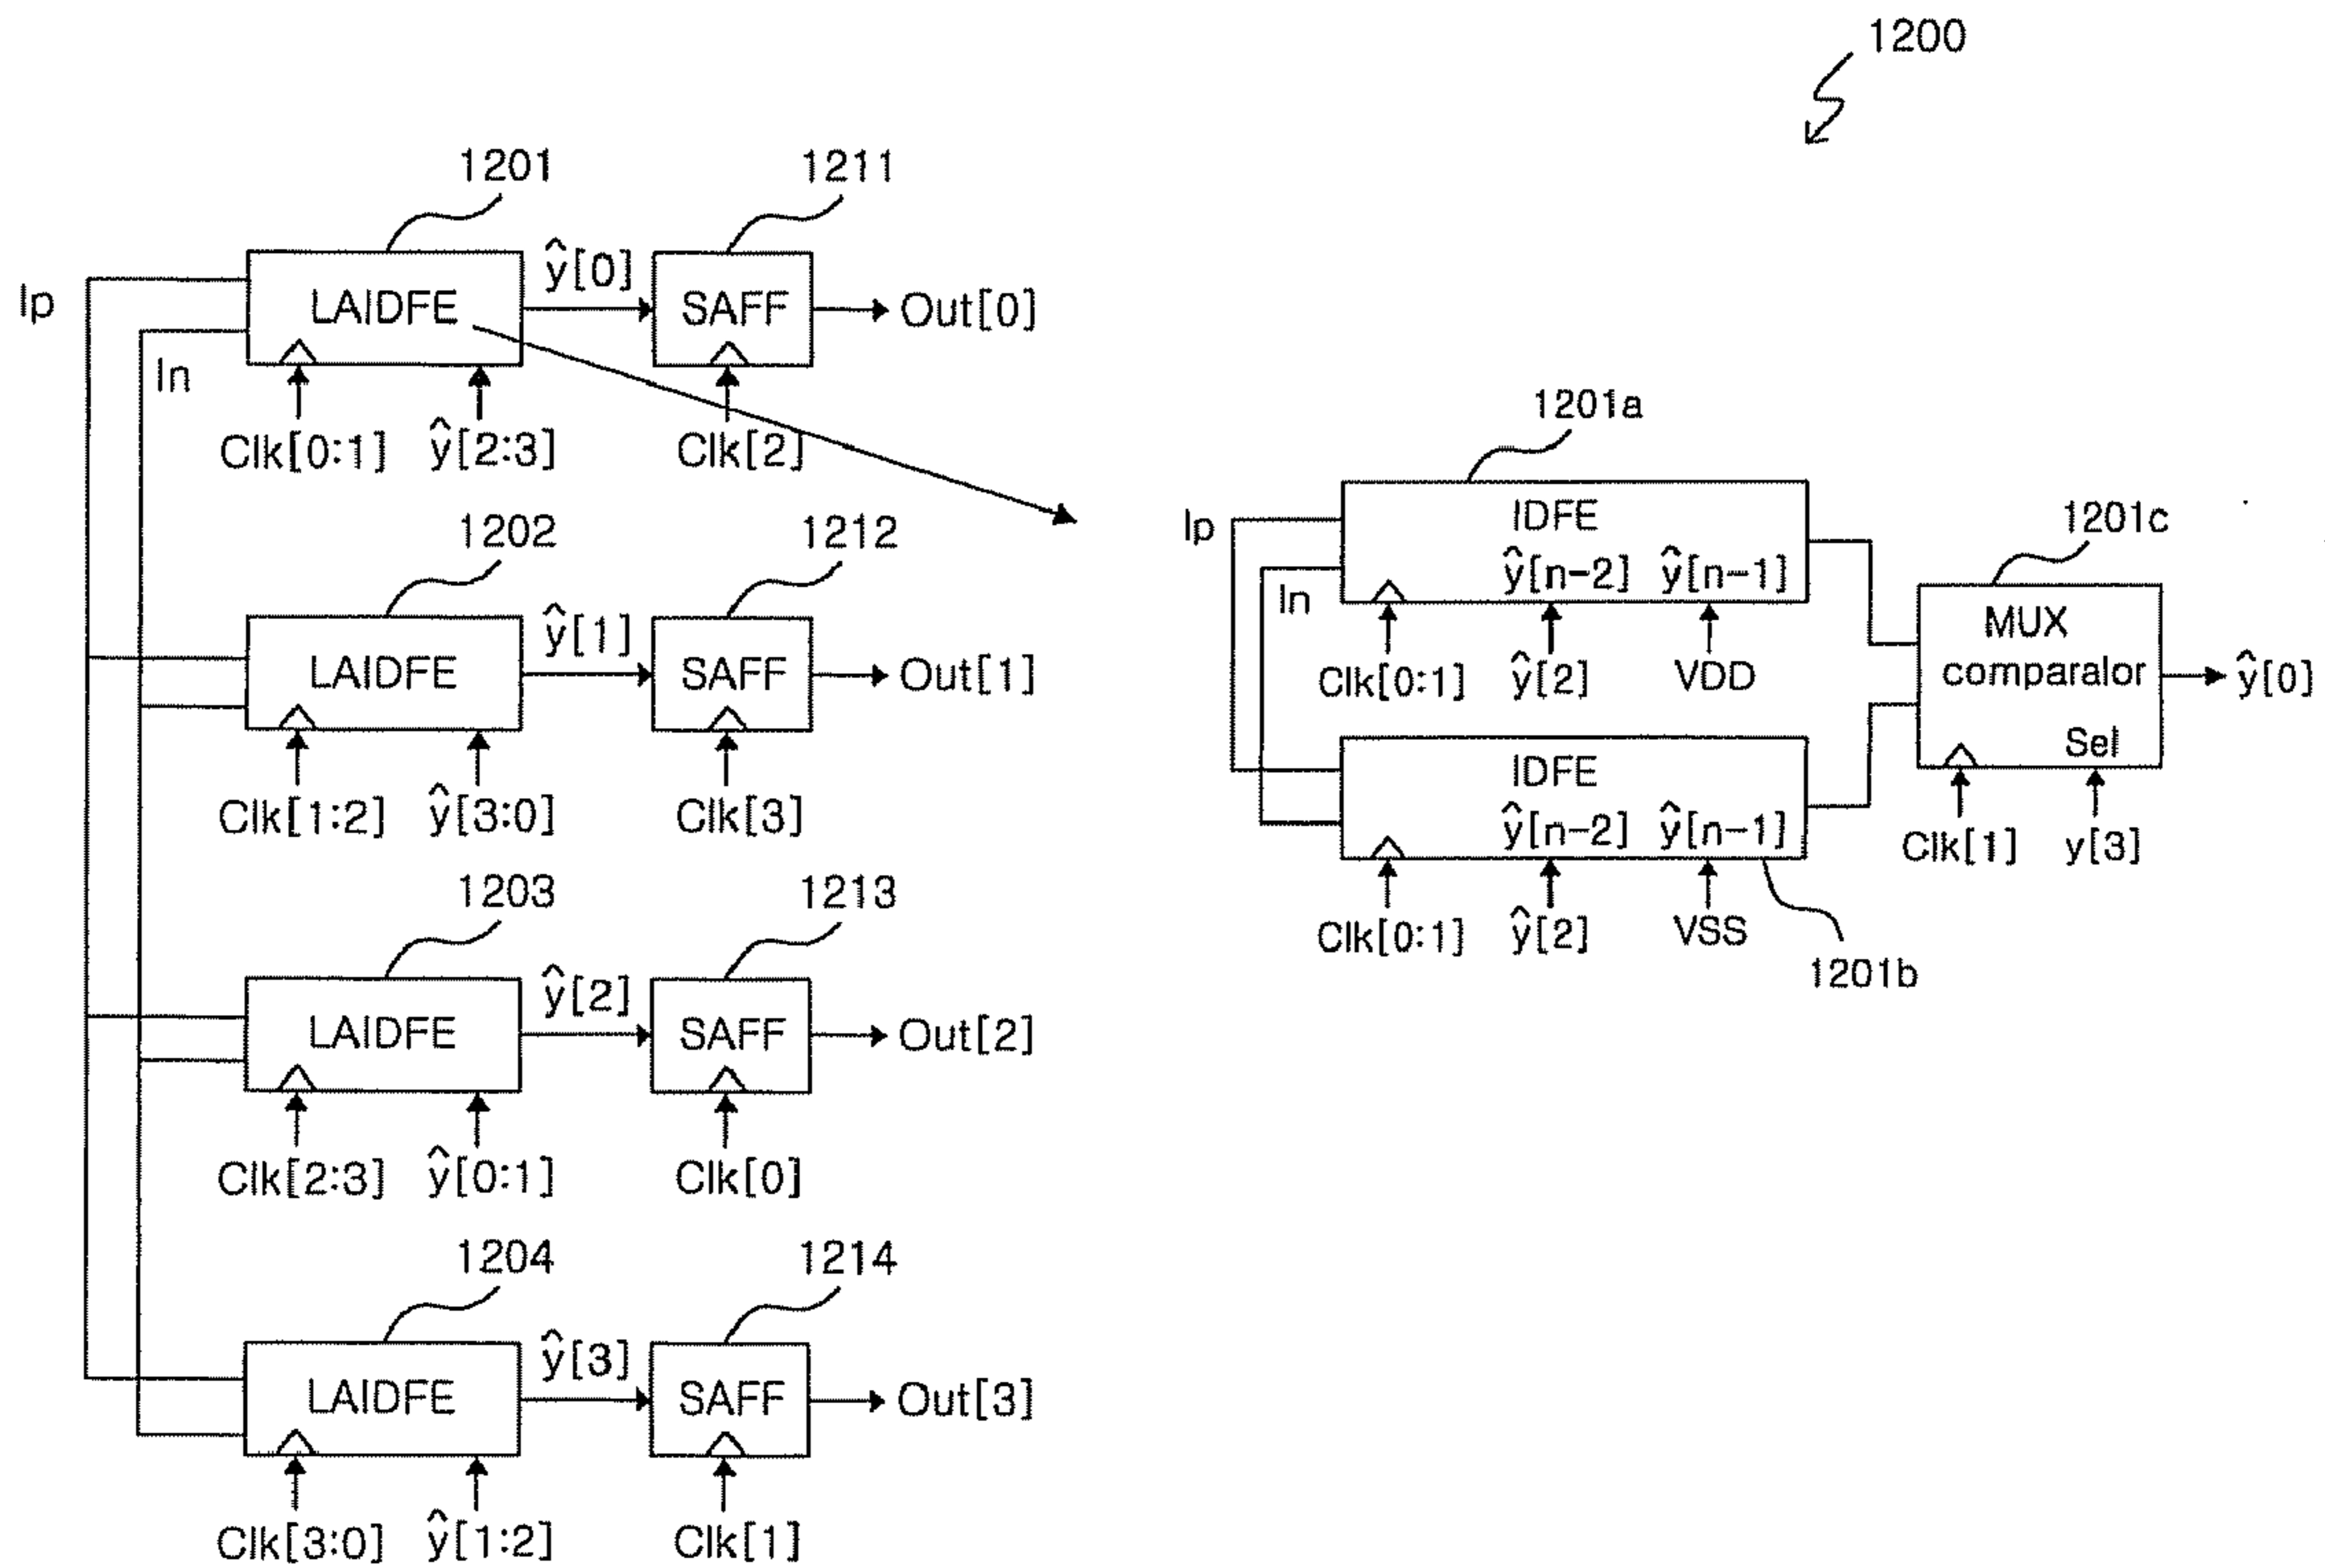 1200
1201
1211
Ip
LAIDFE
ŷ[0]
SAFF
Out[0]
In
Clk[0:1]
ŷ[2:3]
Clk[2]
1202
1212
LAIDFE
ŷ[1]
SAFF
Out[1]
Clk[1:2]
ŷ[3:0]
Clk[3]
1203
1213
LAIDFE
ŷ[2]
SAFF
Out[2]
Clk[2:3]
ŷ[0:1]
Clk[0]
1204
1214
LAIDFE
ŷ[3]
SAFF
Out[3]
Clk[3:0]
ŷ[1:2]
Clk[1]
1201a
Ip
IDFE
ŷ[n-2] ŷ[n-1]
In
Clk[0:1]
ŷ[2]
VDD
IDFE
ŷ[n-2] ŷ[n-1]
Clk[0:1]
ŷ[2]
VSS
1201b
1201c
MUX
comparalor
Sel
ŷ[0]
Clk[1]
y[3]